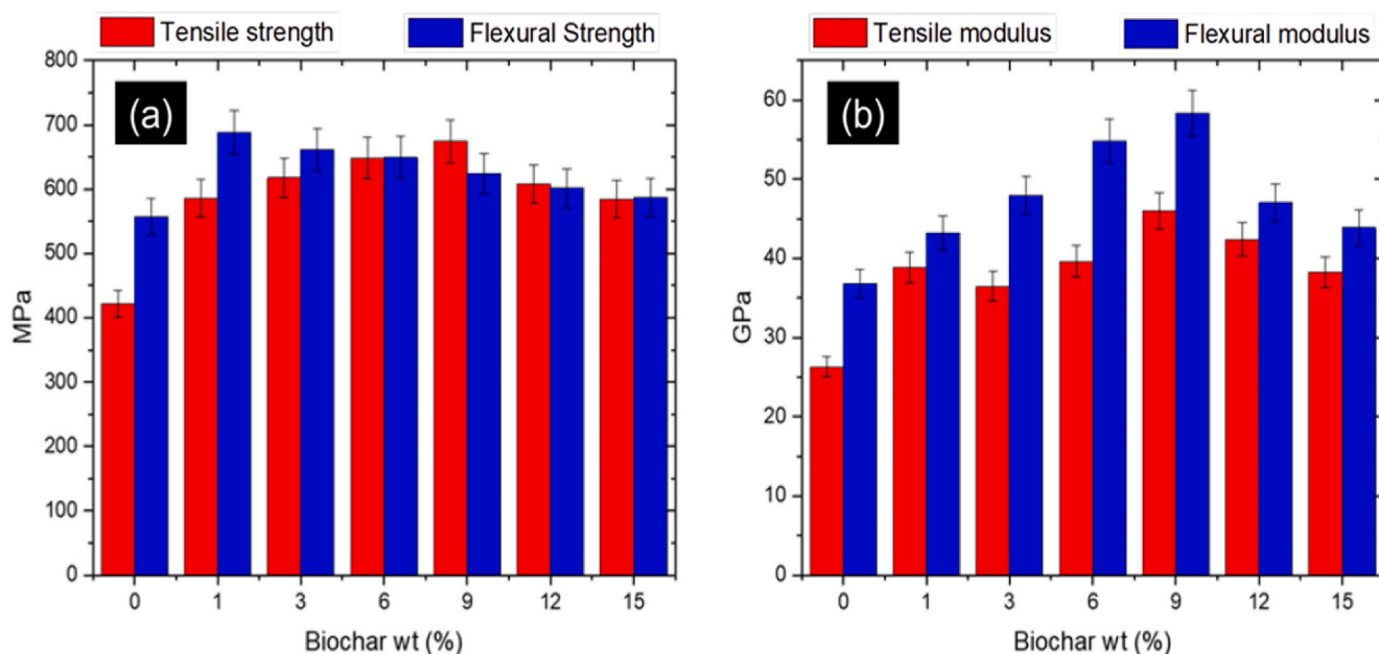 Tensile strength
Flexural Strength
(a)
800
700
600
500
400
300
200
100
0
MPa
0 1 3 6 9 12 15
Biochar wt (%)
Tensile modulus
Flexural modulus
(b)
60
50
40
30
20
10
0
GPa
0 1 3 6 9 12 15
Biochar wt (%)